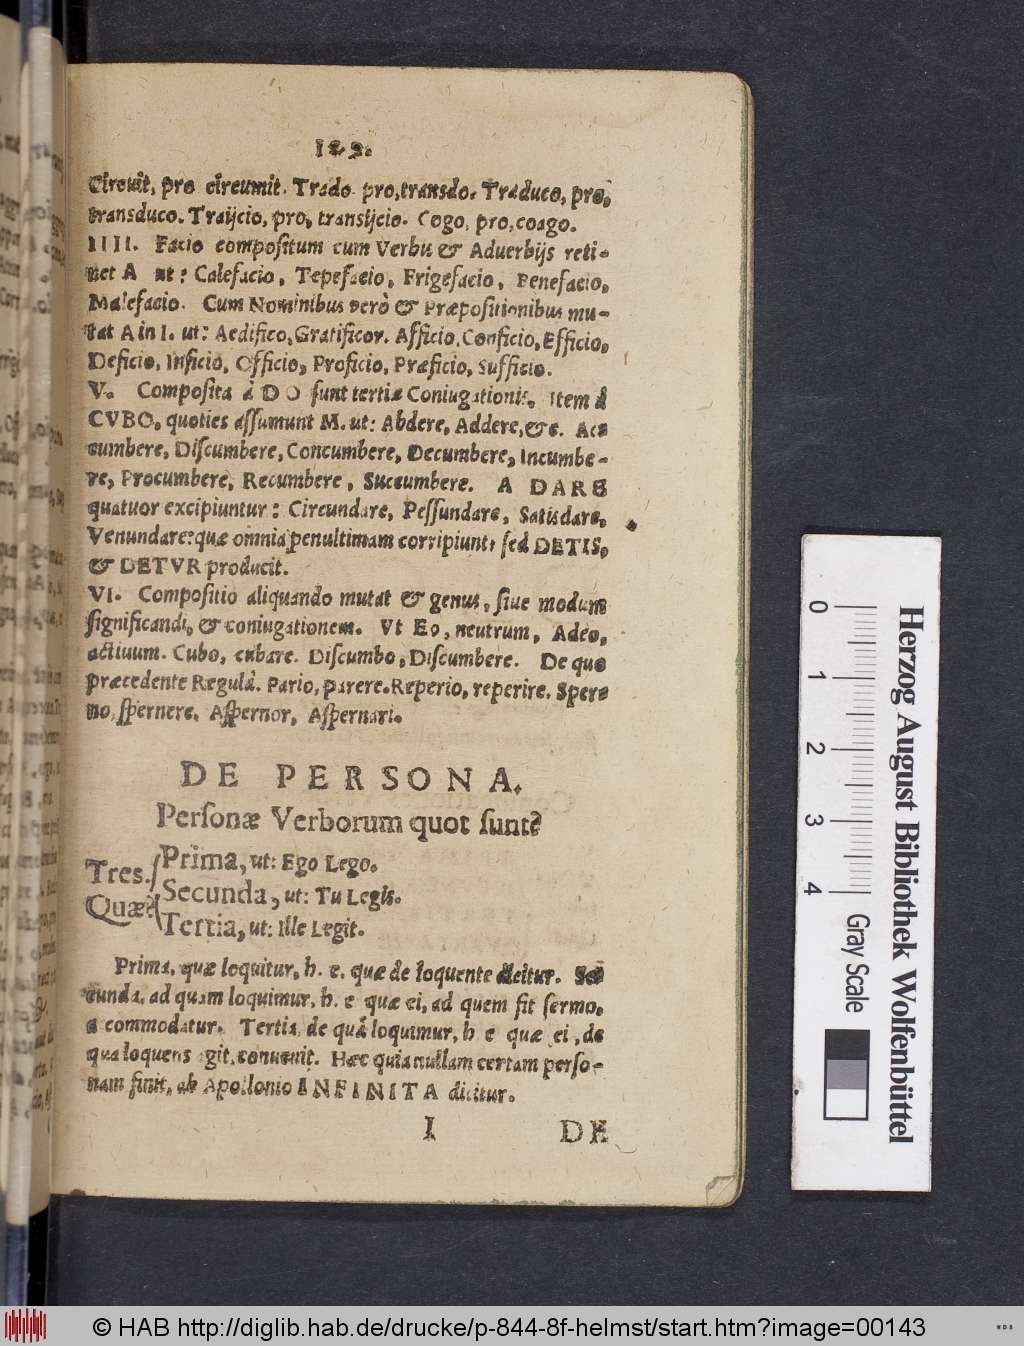 129.
Circuit, pro circumit. Trado pro, transdo. Traduco, pro,
transduco. Traijcio, pro, transijcio. Cogo, pro, coago.
IIII. Facio compositum cum Verbis & Aduerbijs reti-
net A ut: Calefacio, Tepefacio, Frigefacio, Benefacio,
Malefacio. Cum Nominibus verò & Præpositionibus mu-
tat A in I. ut: Aedifico, Gratificor. Afficio, Conficio, Efficio,
Deficio, Inficio, Officio, Proficio, Præficio, Sufficio.
V. Composita à DO sunt tertiæ Coniugationis. Item à
CVBO, quoties assumunt M. ut: Abdere, Addere, &c. Ac-
cumbere, Discumbere, Concumbere, Decumbere, Incumbe-
re, Procumbere, Recumbere, Succumbere. A DARE
quatuor excipiuntur: Circundare, Pessundare, Satisdare,
Venundare: quæ omnia penultimam corripiunt, sed DETIS,
& DETVR producit.
VI. Compositio aliquando mutat & genus, siue modum
significandi, & coniugationem. Vt Eo, neutrum, Adeo,
actiuum. Cubo, cubare. Discumbo, Discumbere. De quo
præcedente Regulâ. Pario, parere. Reperio, reperire. Sper-
no, spernere. Aspernor, Aspernari.
DE PERSONA.
Personæ Verborum quot sunt?
Tres. Quæ?
Prima, ut: Ego Lego.
Secunda, ut: Tu Legis.
Tertia, ut: Ille Legit.
Prima, quæ loquitur, h. e. quæ de loquente dicitur. Se-
cunda, ad quam loquimur, h. e quæ ei, ad quem fit sermo,
a commodatur. Tertia, de quâ loquimur, h e quæ ei, de
qua loquens agit, conuenit. Hæc quia nullam certam perso-
nam finit, ab Apollonio INFINITA dicitur.
I DE
0 1 2 3 4
Herzog August Bibliothek Wolfenbüttel
Gray Scale
© HAB http://diglib.hab.de/drucke/p-844-8f-helmst/start.htm?image=00143